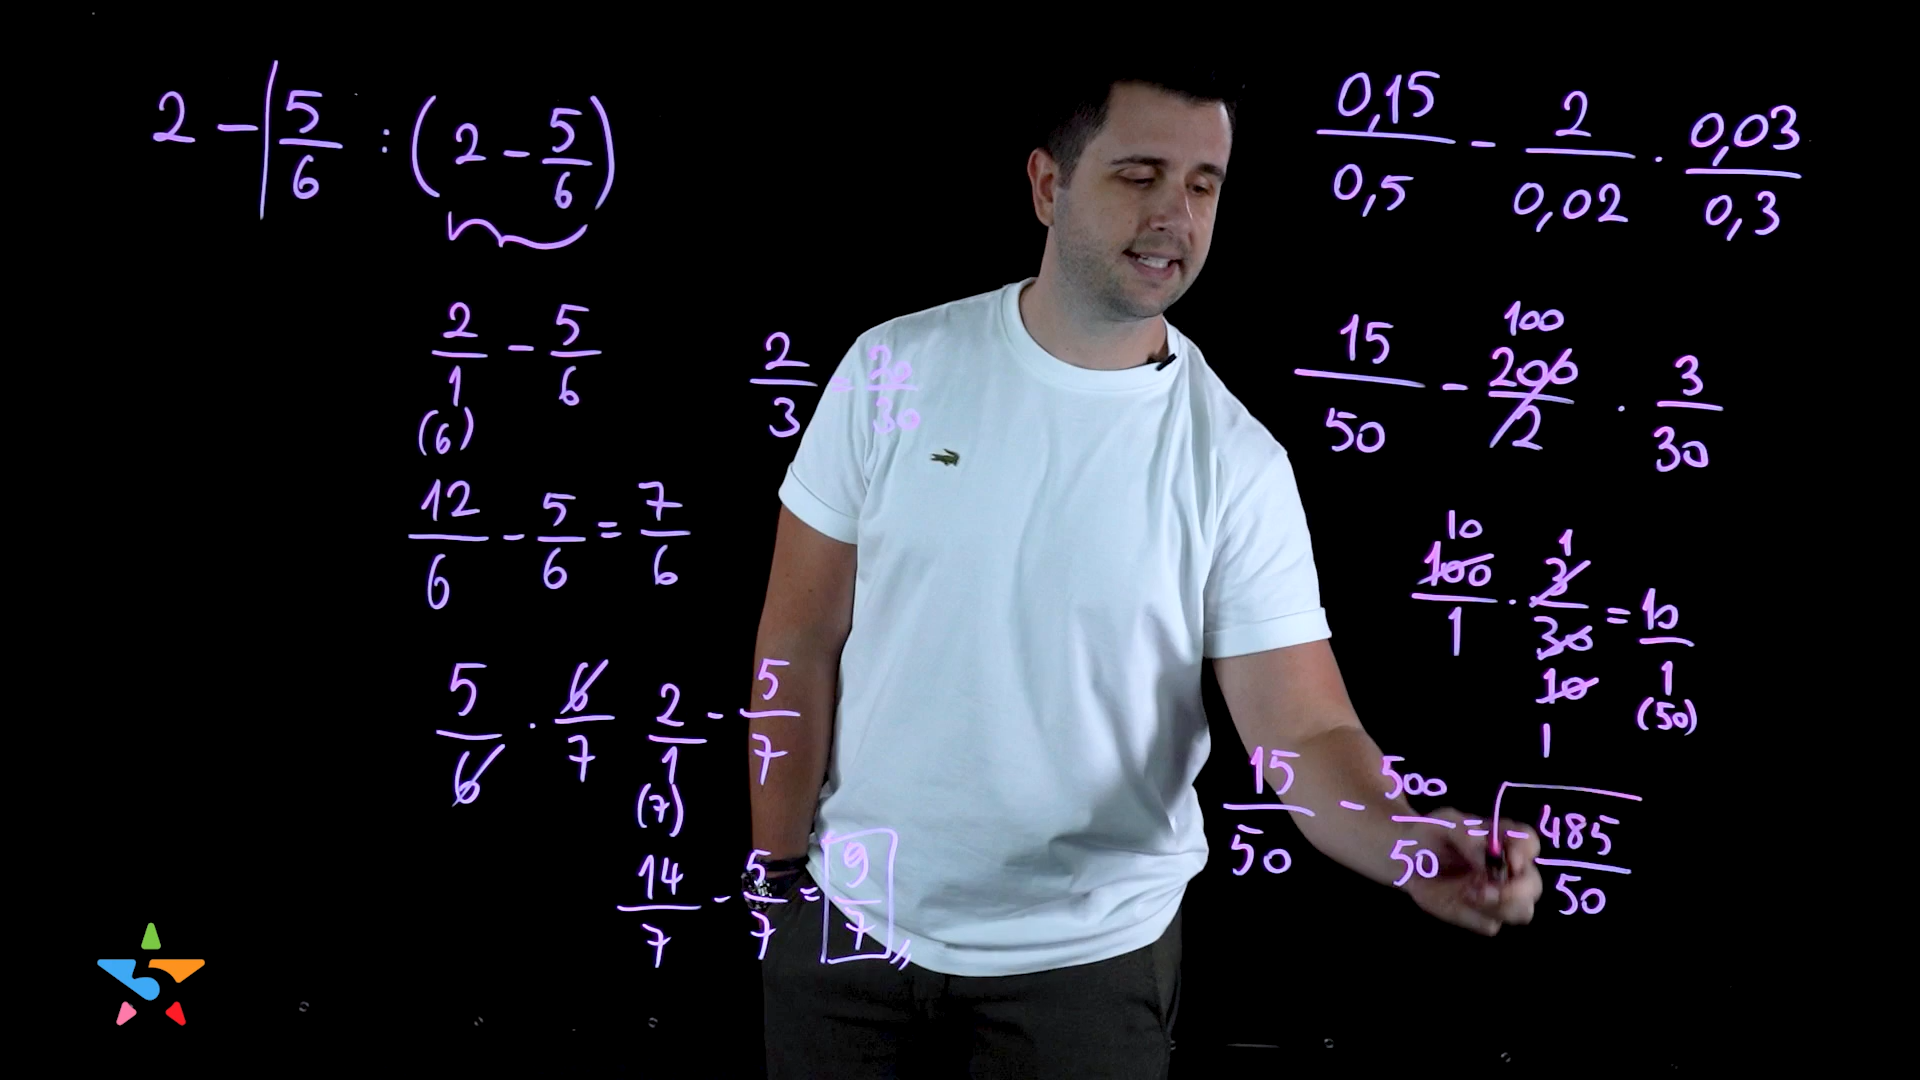 2 - | 5/6 : (2 - 5/6)
2/1 - 5/6
(6)
12/6 - 5/6 = 7/6
5/6 · 6/7
2/3 = 20/30
2/1 - 5/7
(7)
14/7 - 5/7 = 9/7
0,15/0,5 - 2/0,02 · 0,03/0,3
100
15/50 - 200/2 · 3/30
10 1
100/1 · 3/30 = 10/1
10 (50)
1
15/50 - 500/50 = - 485/50
5